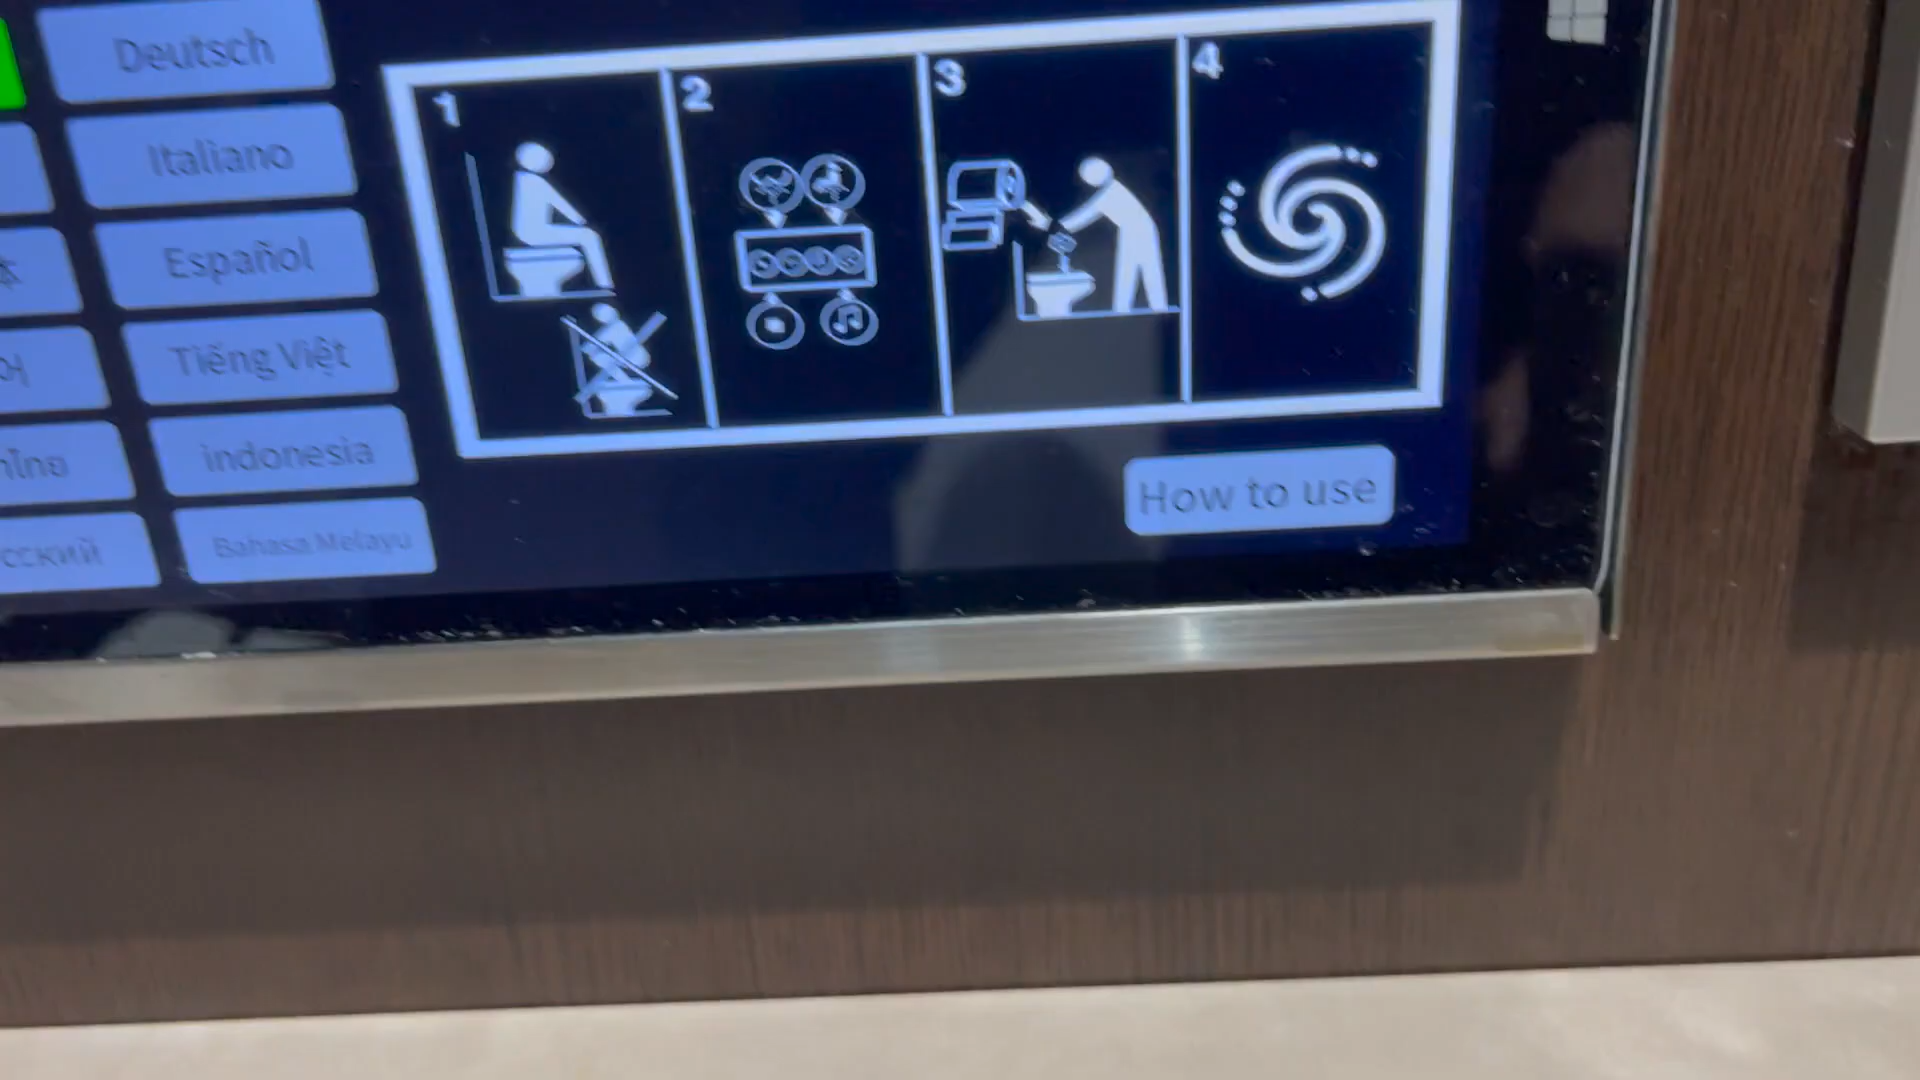 Deutsch
Italiano
Español
Tiếng Việt
indonesia
Bahasa Melayu
1
2
3
4
How to use